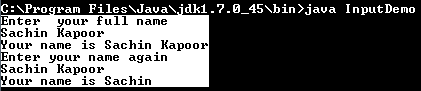 C:\Program Files\Java\jdk1.7.0_45\bin>java InputDemo
Enter  your full name
Sachin Kapoor
Your name is Sachin Kapoor
Enter your name again
Sachin Kapoor
Your name is Sachin